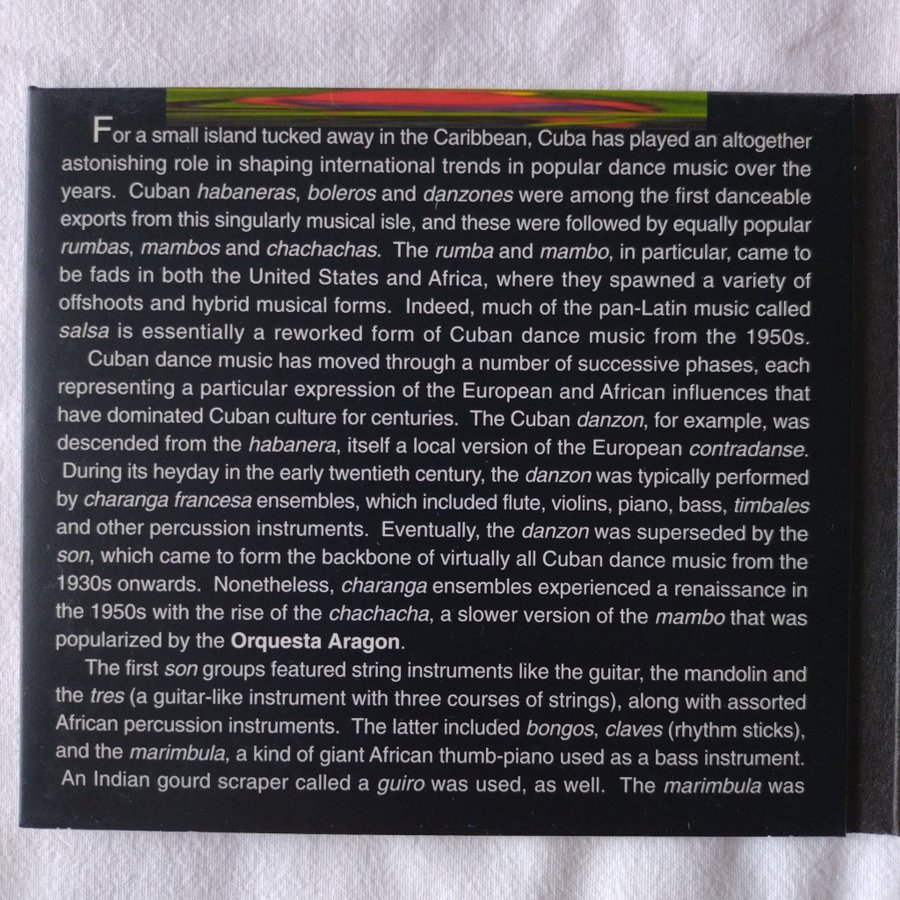 For a small island tucked away in the Caribbean, Cuba has played an altogether
astonishing role in shaping international trends in popular dance music over the
years. Cuban habaneras, boleros and danzones were among the first danceable
exports from this singularly musical isle, and these were followed by equally popular
rumbas, mambos and chachachas. The rumba and mambo, in particular, came to
be fads in both the United States and Africa, where they spawned a variety of
offshoots and hybrid musical forms. Indeed, much of the pan-Latin music called
salsa is essentially a reworked form of Cuban dance music from the 1950s.
Cuban dance music has moved through a number of successive phases, each
representing a particular expression of the European and African influences that
have dominated Cuban culture for centuries. The Cuban danzon, for example, was
descended from the habanera, itself a local version of the European contradanse.
During its heyday in the early twentieth century, the danzon was typically performed
by charanga francesa ensembles, which included flute, violins, piano, bass, timbales
and other percussion instruments. Eventually, the danzon was superseded by the
son, which came to form the backbone of virtually all Cuban dance music from the
1930s onwards. Nonetheless, charanga ensembles experienced a renaissance in
the 1950s with the rise of the chachacha, a slower version of the mambo that was
popularized by the Orquesta Aragon.
The first son groups featured string instruments like the guitar, the mandolin and
the tres (a guitar-like instrument with three courses of strings), along with assorted
African percussion instruments. The latter included bongos, claves (rhythm sticks),
and the marimbula, a kind of giant African thumb-piano used as a bass instrument.
An Indian gourd scraper called a guiro was used, as well. The marimbula was